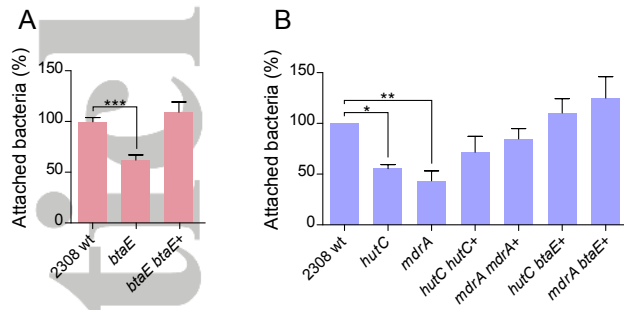 A
Attached bacteria (%)
150
100
50
0
***
2308 wt
btaE
btaE btaE+
B
Attached bacteria (%)
150
100
50
0
**
*
2308 wt
hutC
mdrA
hutC hutC+
mdrA mdrA+
hutC btaE+
mdrA btaE+